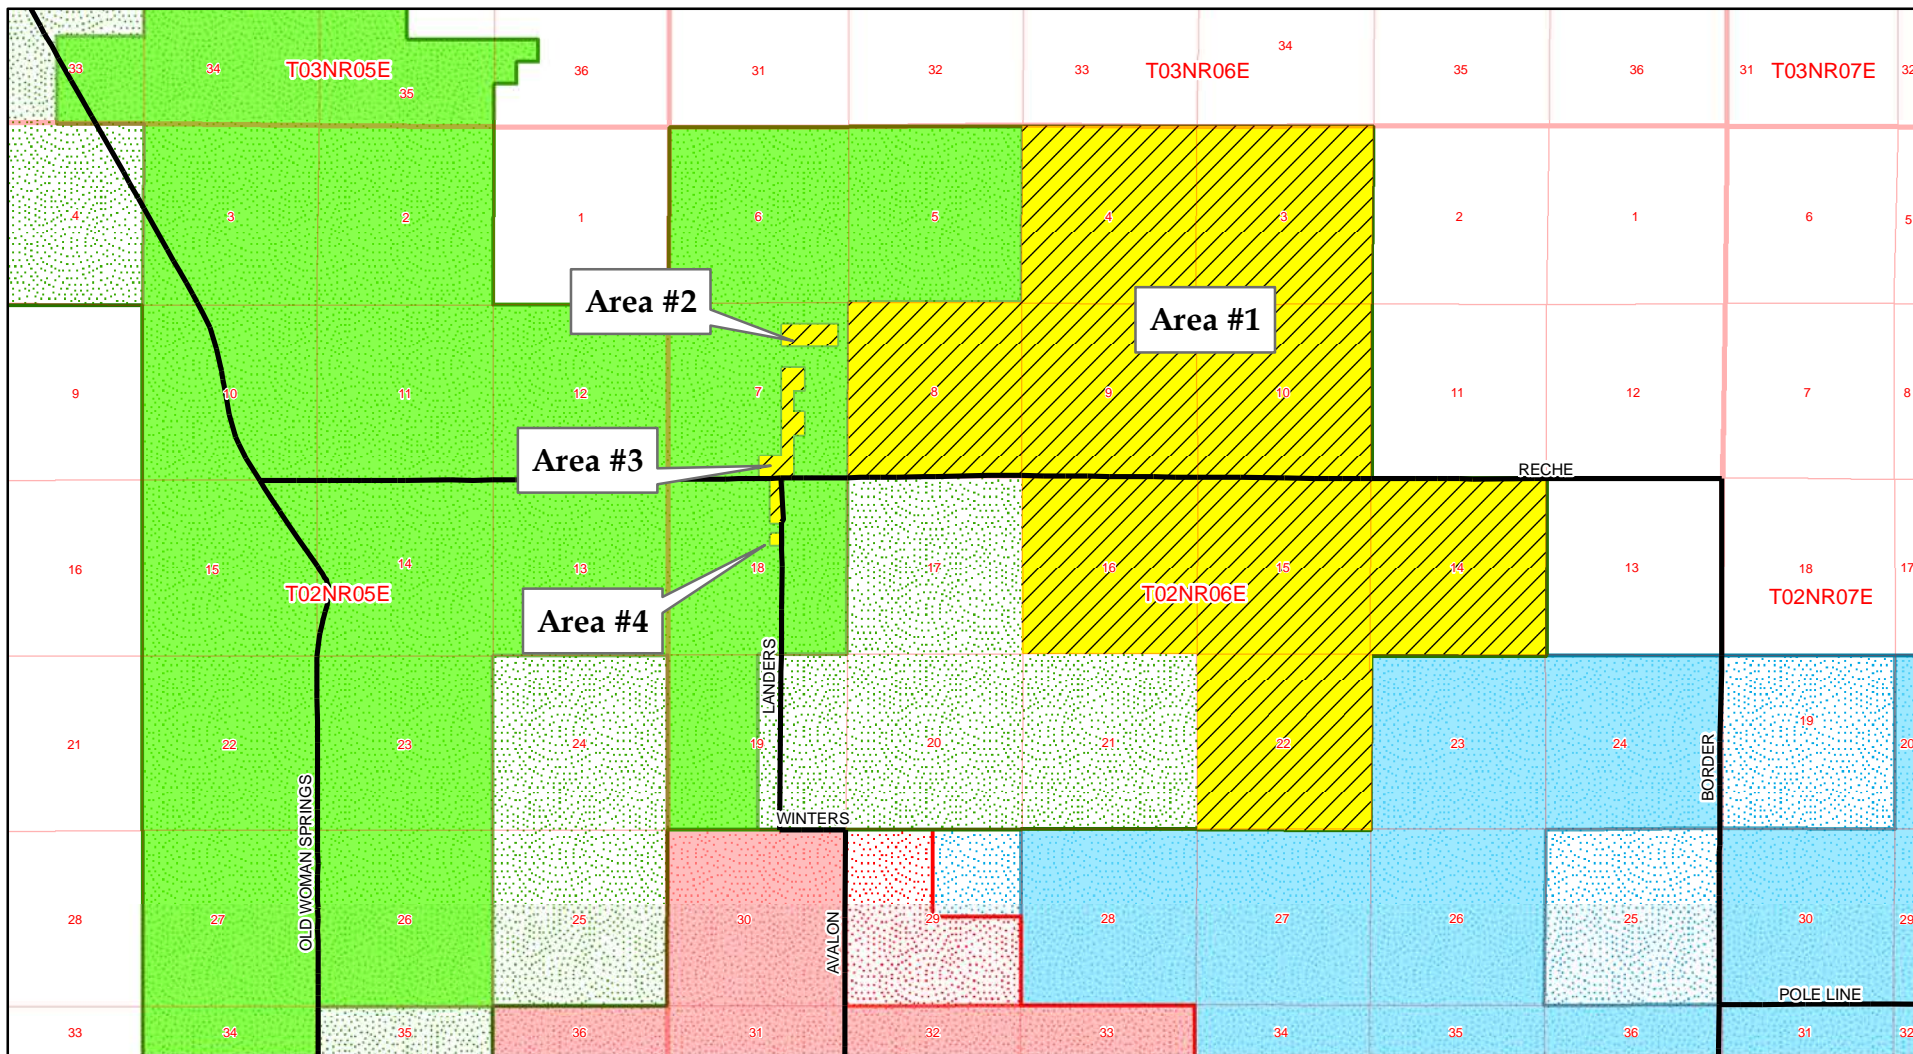 34
33 34 T03NR05E 36 31 32 33 T03NR06E 35 36 31 T03NR07E 32
35
4 3 2 1 6 5 4 3 2 1 6 5
Area #2
Area #1
9 10 11 12 7 8 9 10 11 12 7 8
Area #3
RECHE
16 15 14 13 18 17 16 15 14 13 18 17
T02NR05E T02NR06E T02NR07E
Area #4
LANDERS
21 22 23 24 19 20 21 22 23 24 19 20
BORDER
OLD WOMAN SPRINGS
WINTERS
28 27 26 25 30 29 28 27 26 25 30 29
AVALON
POLE LINE
33 34 35 36 31 32 33 34 35 36 31 32